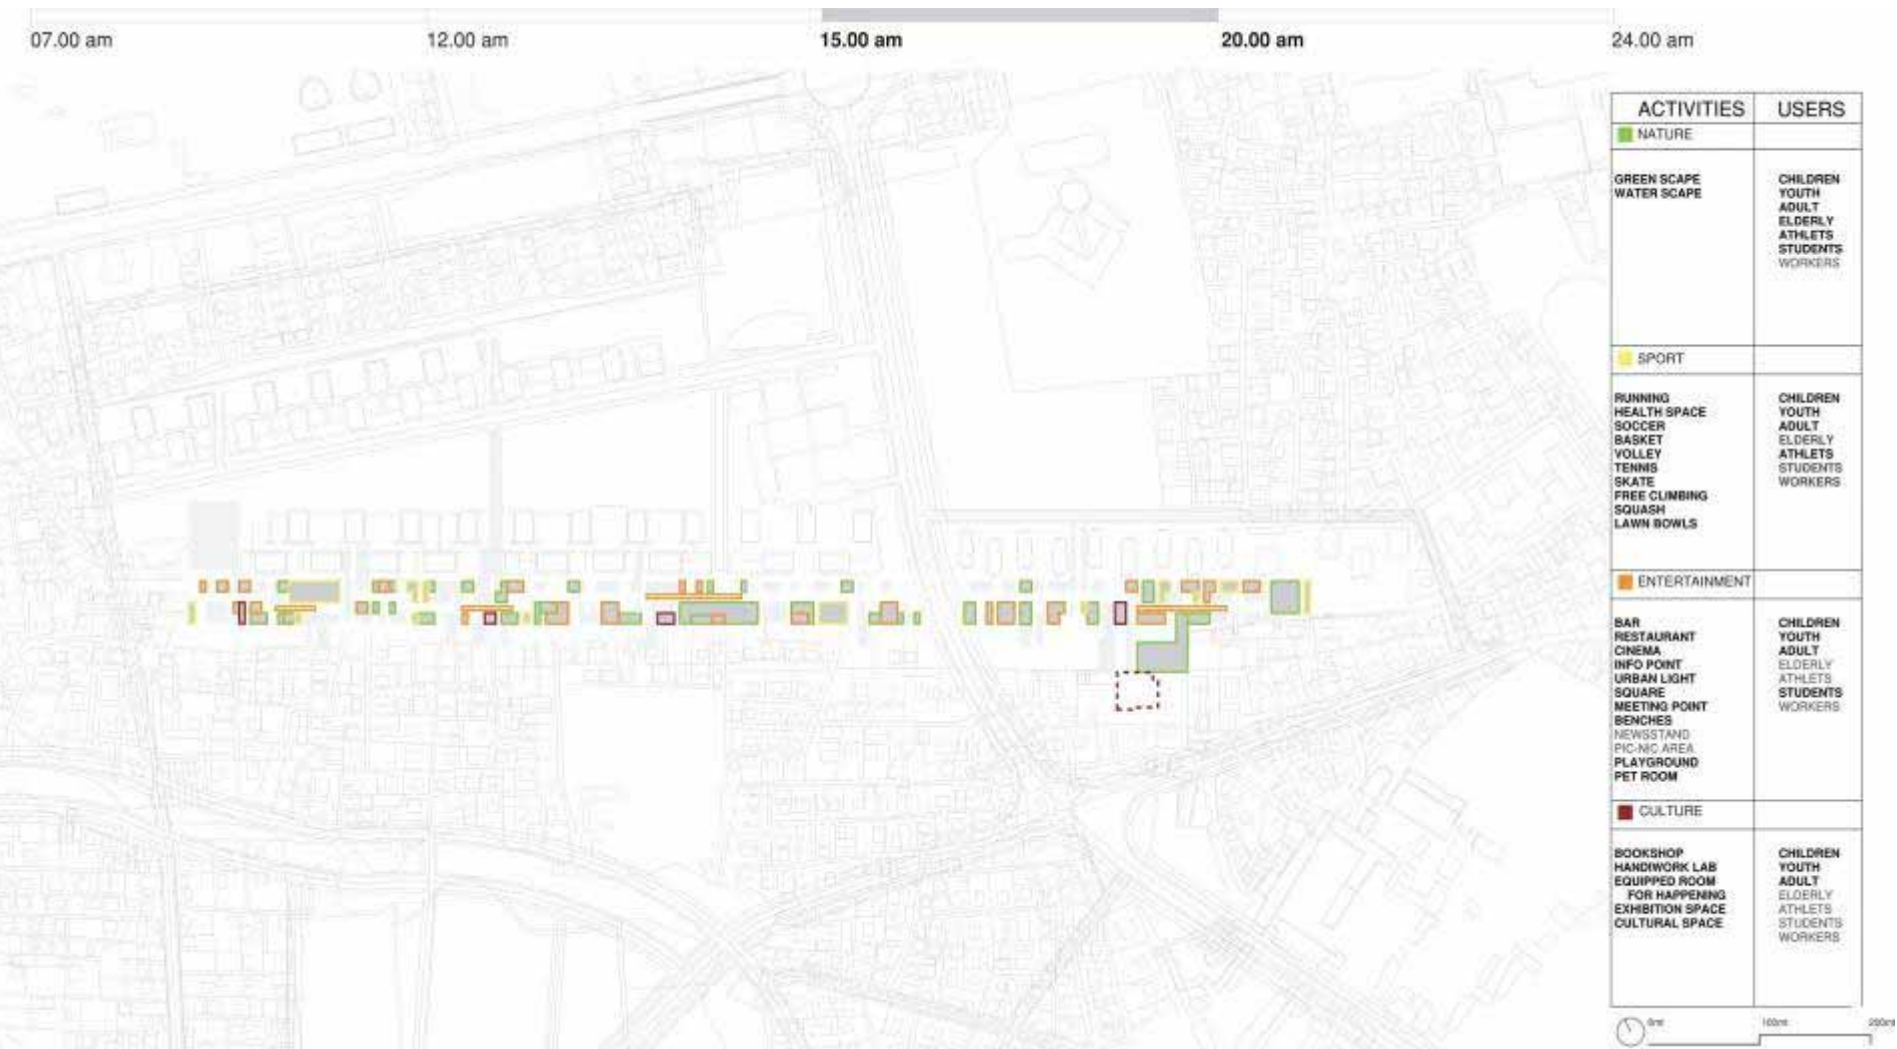 07.00 am
12.00 am
15.00 am
20.00 am
24.00 am
ACTIVITIES USERS
NATURE
GREEN SCAPE CHILDREN
WATER SCAPE YOUTH
ADULT
ELDERLY
ATHLETS
STUDENTS
WORKERS
SPORT
RUNNING CHILDREN
HEALTH SPACE YOUTH
SOCCER ADULT
BASKET ELDERLY
VOLLEY ATHLETS
TENNIS STUDENTS
SKATE WORKERS
FREE CLIMBING
SQUASH
LAWN BOWLS
ENTERTAINMENT
BAR CHILDREN
RESTAURANT YOUTH
CINEMA ADULT
INFO POINT ELDERLY
URBAN LIGHT ATHLETS
SQUARE STUDENTS
MEETING POINT WORKERS
BENCHES
NEWSSTAND
PIC-NIC AREA
PLAYGROUND
PET ROOM
CULTURE
BOOKSHOP CHILDREN
HANDIWORK LAB YOUTH
EQUIPPED ROOM ADULT
FOR HAPPENING ELDERLY
EXHIBITION SPACE ATHLETS
CULTURAL SPACE STUDENTS
WORKERS
0mt 100mt 200mt